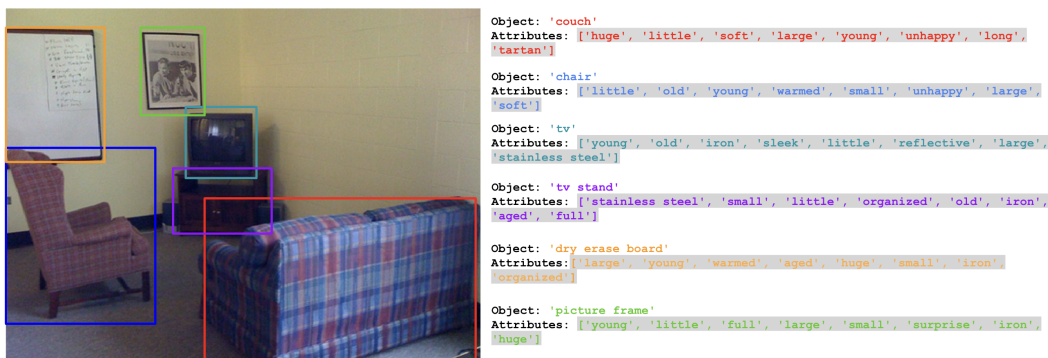 Object: 'couch'
Attributes: ['huge', 'little', 'soft', 'large', 'young', 'unhappy', 'long',
'tartan']
Object: 'chair'
Attributes: ['little', 'old', 'young', 'warmed', 'small', 'unhappy', 'large',
'soft']
Object: 'tv'
Attributes: ['young', 'old', 'iron', 'sleek', 'little', 'reflective', 'large',
'stainless steel']
Object: 'tv stand'
Attributes: ['stainless steel', 'small', 'little', 'organized', 'old', 'iron',
'aged', 'full']
Object: 'dry erase board'
Attributes:['large', 'young', 'warmed', 'aged', 'huge', 'small', 'iron',
'organized']
Object: 'picture frame'
Attributes: ['young', 'little', 'full', 'large', 'small', 'surprise', 'iron',
'huge']